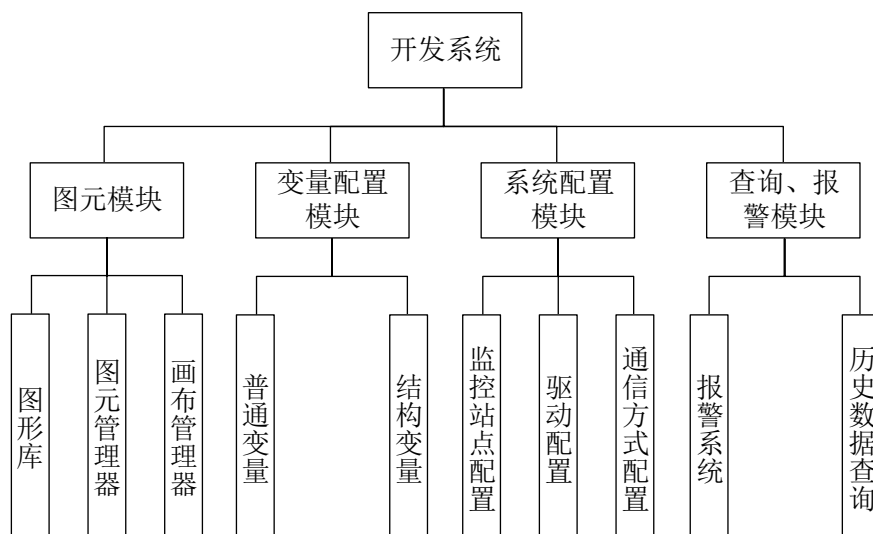 开发系统
图元模块
变量配置
模块
系统配置
模块
查询、报
警模块
图形库
图元管理器
画布管理器
普通变量
结构变量
监控站点配置
驱动配置
通信方式配置
报警系统
历史数据查询